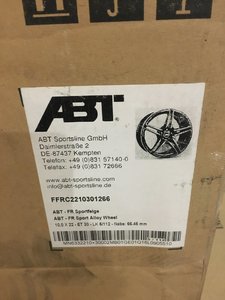 ABT
ABT Sportsline GmbH
Daimlerstraße 2
DE-87437 Kempten
Telefon: +49 (0)831 57140-0
Telefax: +49 (0)831 72666
www.abt-sportsline.com
info@abt-sportsline.de
FFRC2210301266
ABT - FR Sportfelge
ABT - FR Sport Alloy Wheel